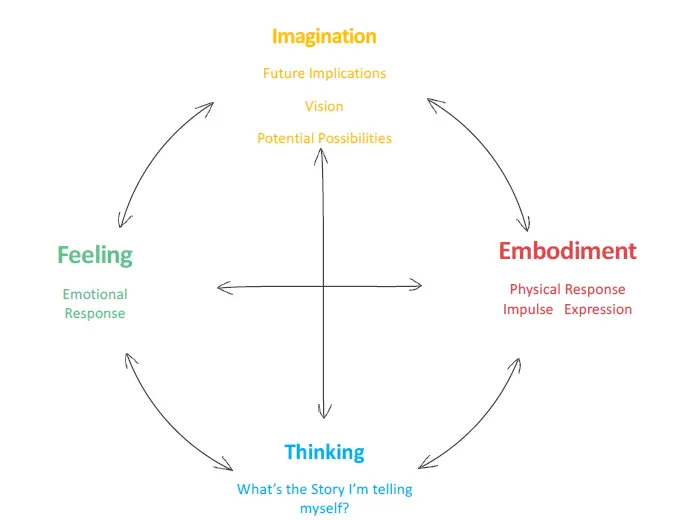 Imagination
Future Implications
Vision
Potential Possibilities
Feeling
Emotional
Response
Embodiment
Physical Response
Impulse Expression
Thinking
What’s the Story I’m telling
myself?